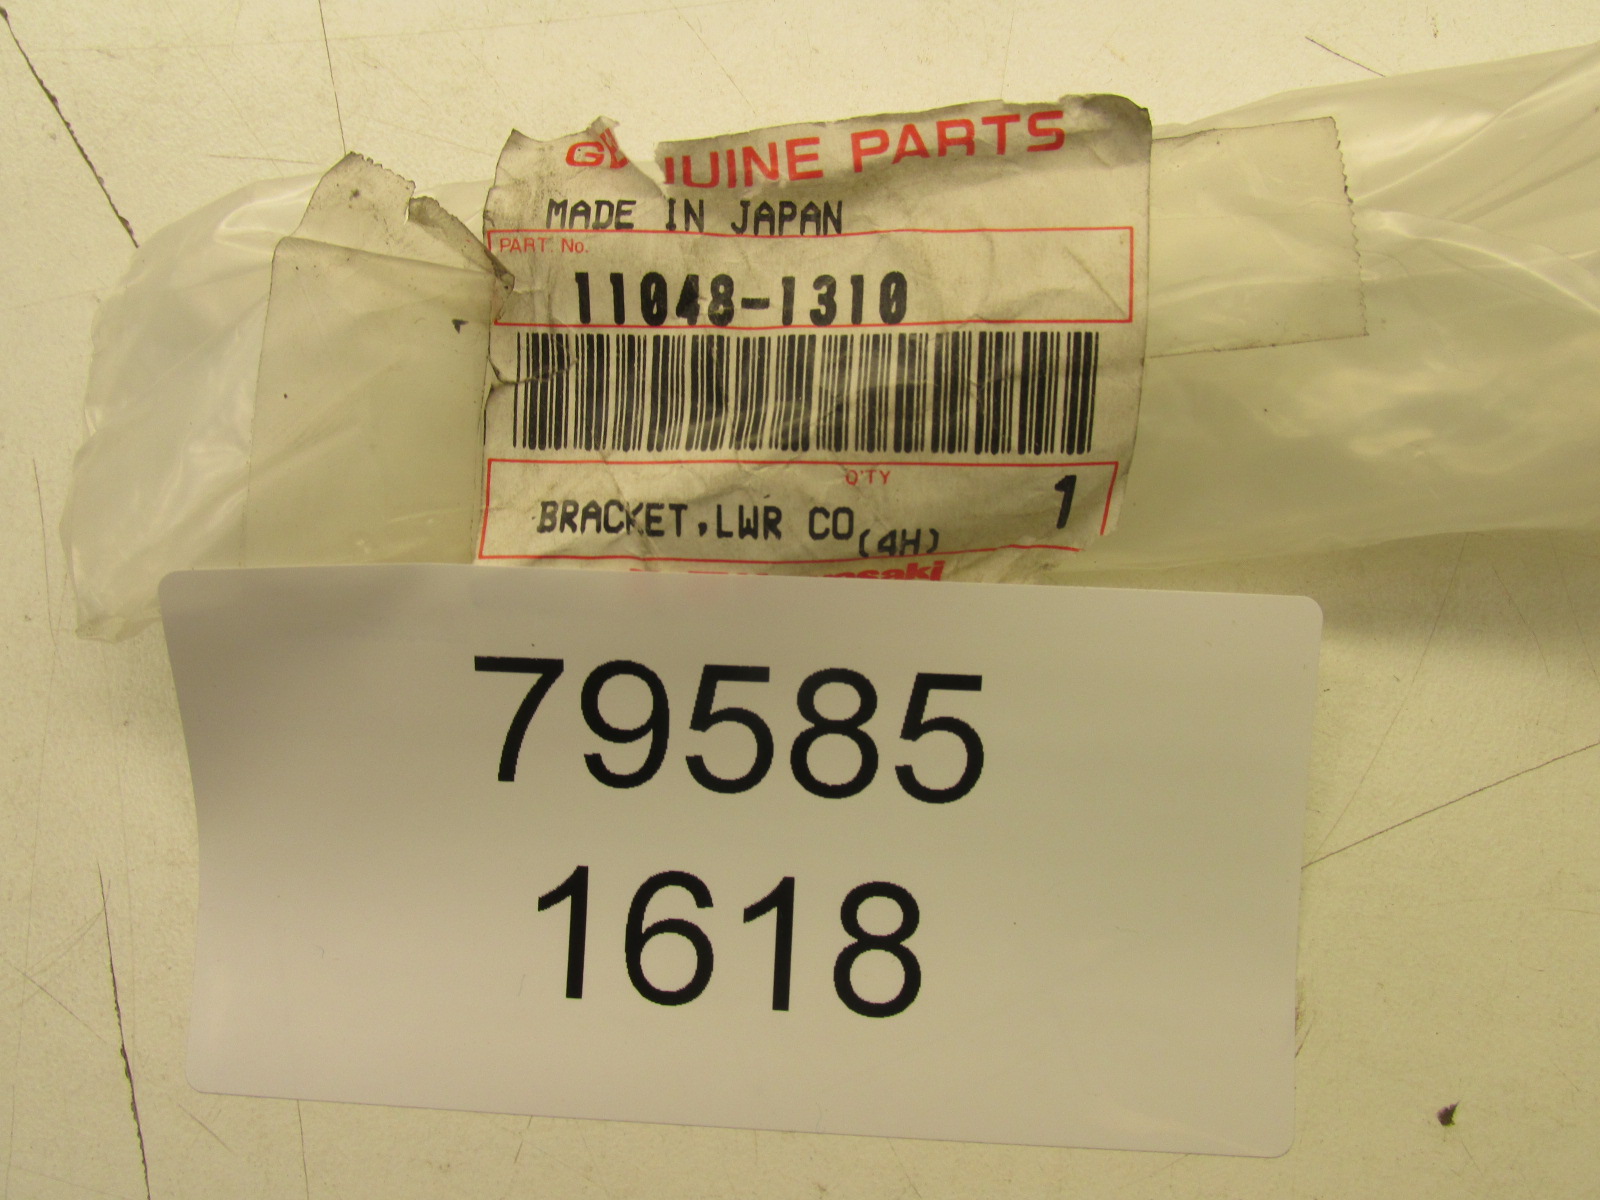 GENUINE PARTS
MADE IN JAPAN
PART No.
11048-1310
Q'TY
BRACKET,LWR CO(4H) 1
79585
1618